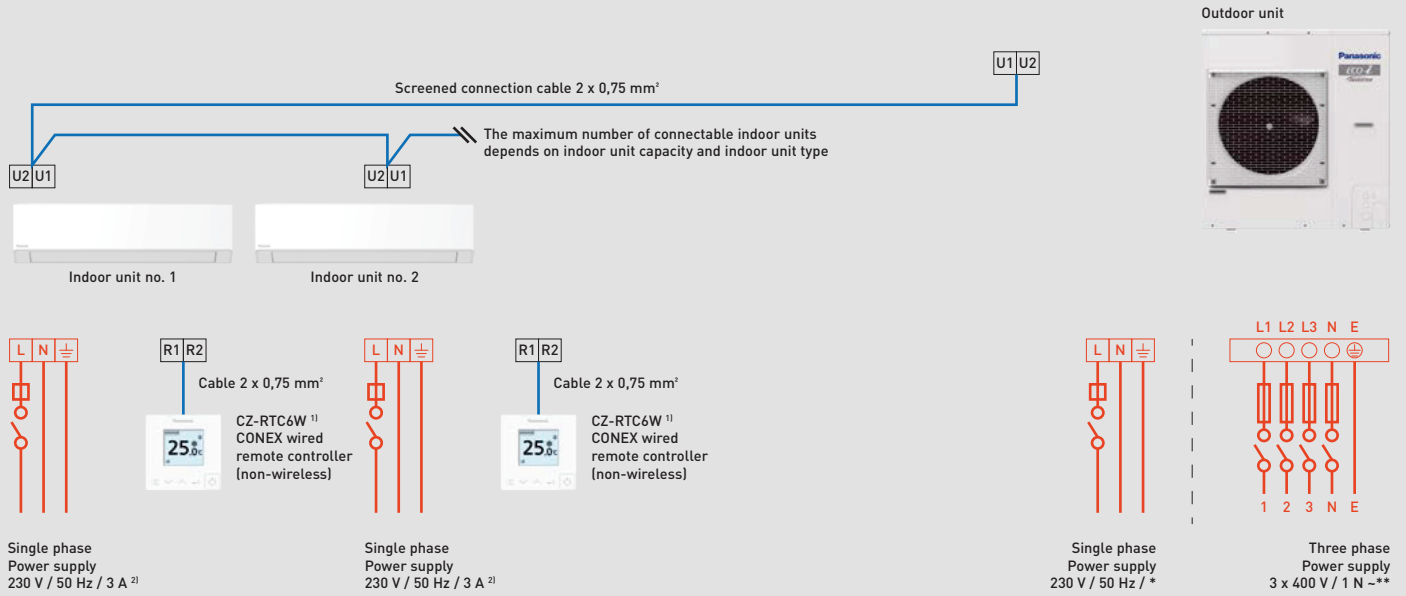 Outdoor unit
Panasonic
ECOi
U1 U2
Screened connection cable 2 x 0,75 mm²
The maximum number of connectable indoor units
depends on indoor unit capacity and indoor unit type
U2 U1
U2 U1
Indoor unit no. 1
Indoor unit no. 2
L N
R1 R2
Cable 2 x 0,75 mm²
Panasonic
25.0c
CZ-RTC6W 1)
CONEX wired
remote controller
(non-wireless)
L N
R1 R2
Cable 2 x 0,75 mm²
Panasonic
25.0c
CZ-RTC6W 1)
CONEX wired
remote controller
(non-wireless)
L N
L1 L2 L3 N E
1 2 3 N E
Single phase
Power supply
230 V / 50 Hz / 3 A 2)
Single phase
Power supply
230 V / 50 Hz / 3 A 2)
Single phase
Power supply
230 V / 50 Hz / *
Three phase
Power supply
3 x 400 V / 1 N ~**